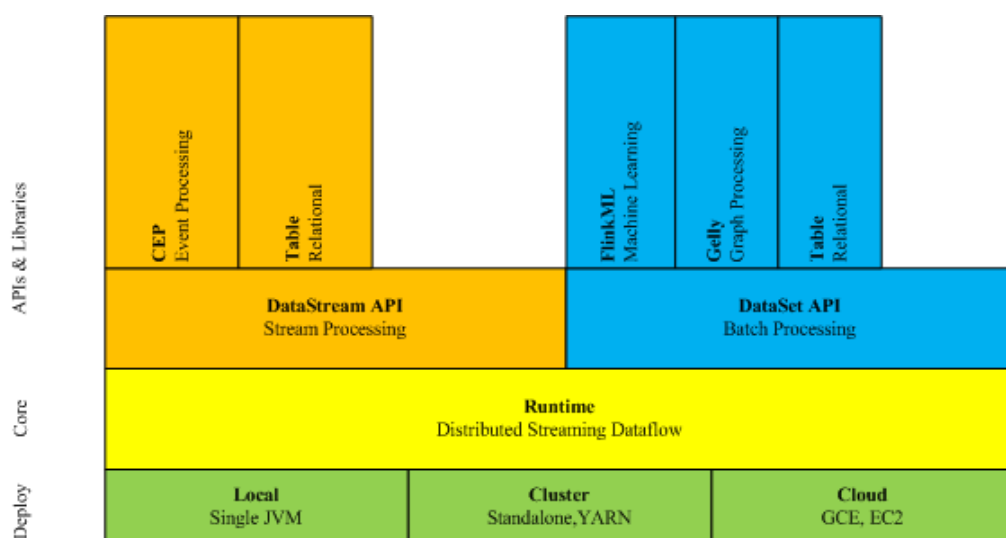 APIs & Libraries
CEP
Event Processing
Table
Relational
FlinkML
Machine Learning
Gelly
Graph Processing
Table
Relational
DataStream API
Stream Processing
DataSet API
Batch Processing
Core
Runtime
Distributed Streaming Dataflow
Deploy
Local
Single JVM
Cluster
Standalone,YARN
Cloud
GCE, EC2